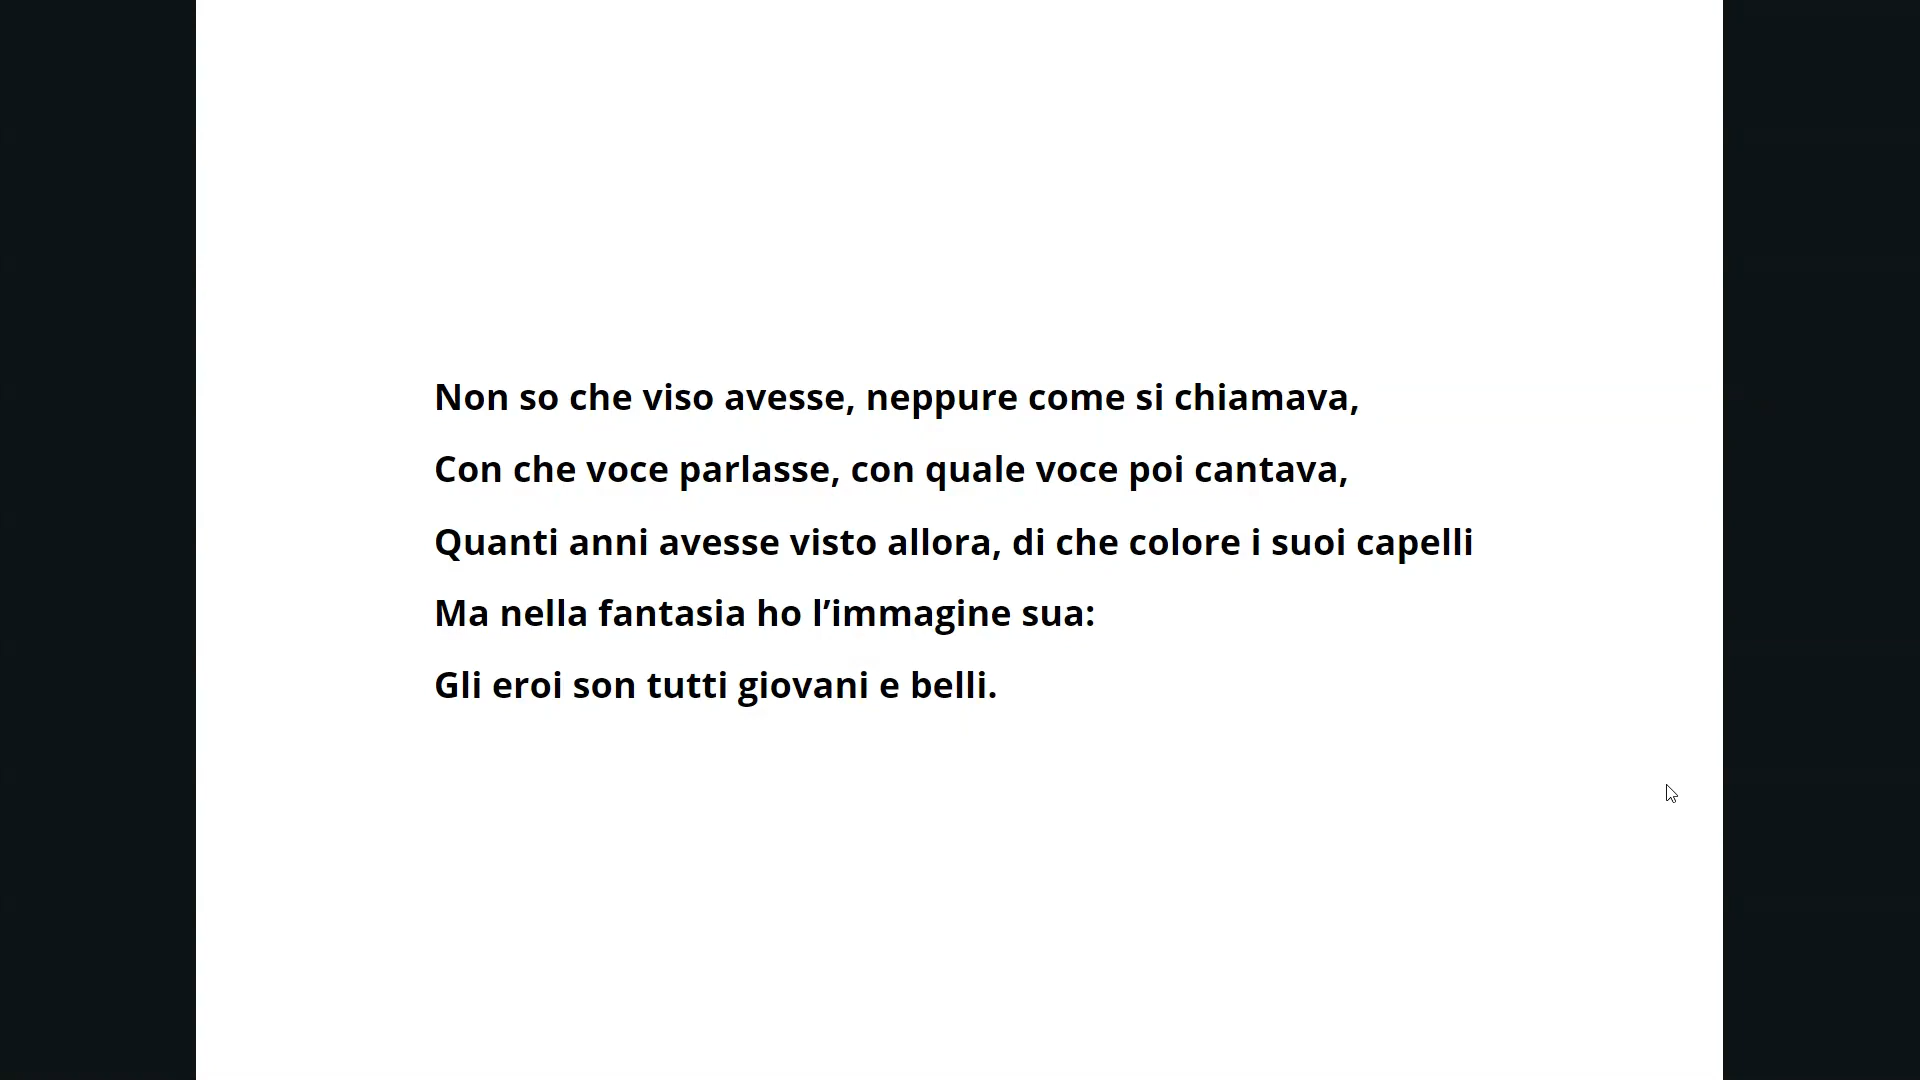 Non so che viso avesse, neppure come si chiamava,
Con che voce parlasse, con quale voce poi cantava,
Quanti anni avesse visto allora, di che colore i suoi capelli
Ma nella fantasia ho l’immagine sua:
Gli eroi son tutti giovani e belli.